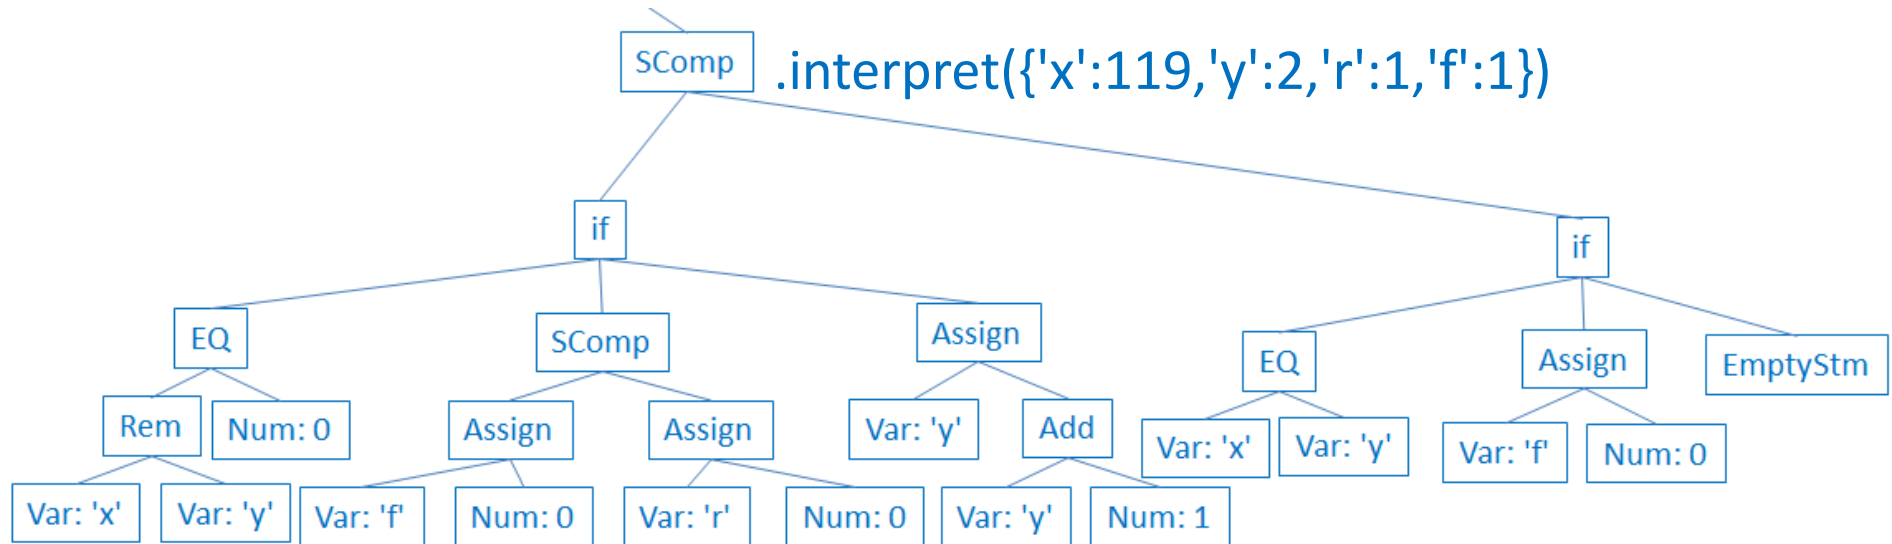 SComp .interpret({'x':119,'y':2,'r':1,'f':1})
if if
EQ SComp Assign EQ Assign EmptyStm
Rem Num: 0 Assign Assign Var: 'y' Add Var: 'x' Var: 'y' Var: 'f' Num: 0
Var: 'x' Var: 'y' Var: 'f' Num: 0 Var: 'r' Num: 0 Var: 'y' Num: 1